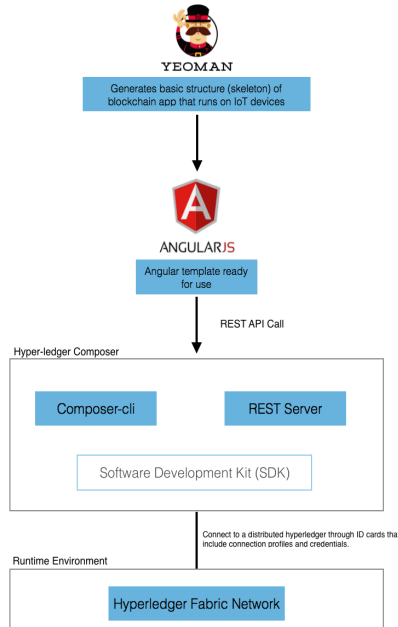 YEOMAN
Generates basic structure (skeleton) of
blockchain app that runs on IoT devices
ANGULARJS
Angular template ready
for use
REST API Call
Hyper-ledger Composer
Composer-cli
REST Server
Software Development Kit (SDK)
Connect to a distributed hyperledger through ID cards tha
include connection profiles and credentials.
Runtime Environment
Hyperledger Fabric Network